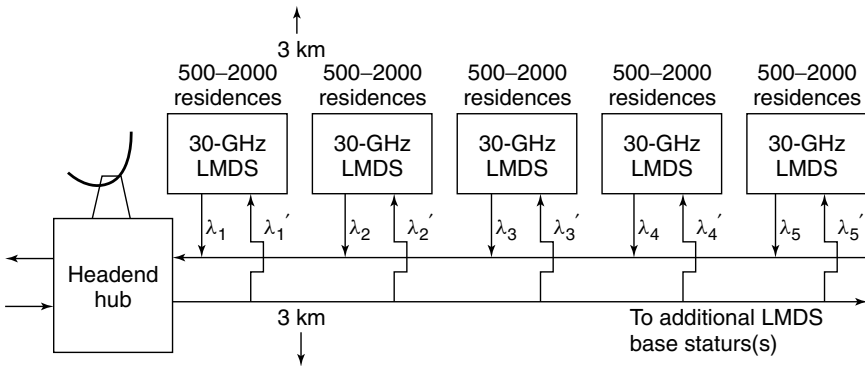 3 km
500–2000 residences
500–2000 residences
500–2000 residences
500–2000 residences
500–2000 residences
30-GHz LMDS
30-GHz LMDS
30-GHz LMDS
30-GHz LMDS
30-GHz LMDS
λ1
λ1′
λ2
λ2′
λ3
λ3′
λ4
λ4′
λ5
λ5′
Headend
hub
3 km
To additional LMDS
base staturs(s)